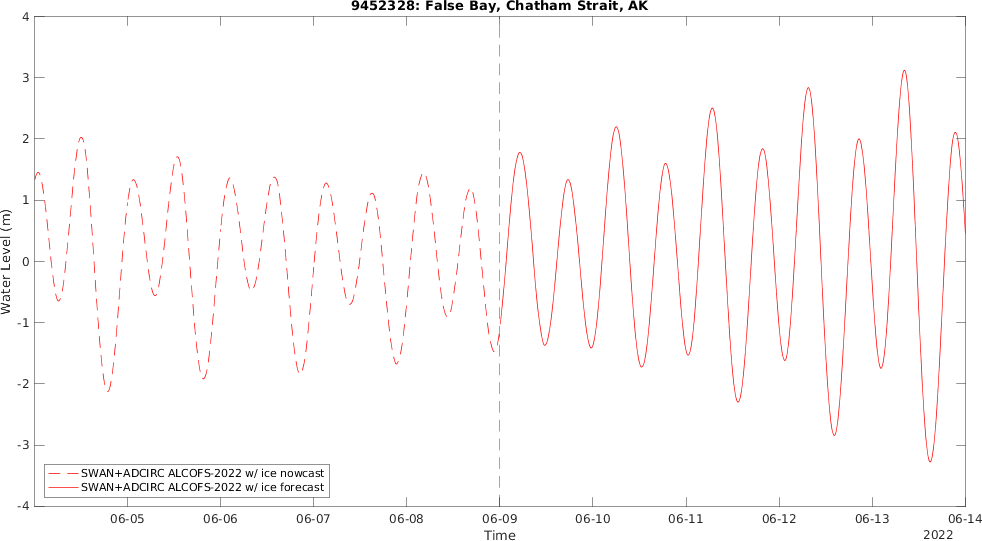 9452328: False Bay, Chatham Strait, AK
Water Level (m)
4
3
2
1
0
-1
-2
-3
-4
SWAN+ADCIRC ALCOFS-2022 w/ ice nowcast
SWAN+ADCIRC ALCOFS-2022 w/ ice forecast
06-05 06-06 06-07 06-08 06-09 06-10 06-11 06-12 06-13 06-14
Time
2022